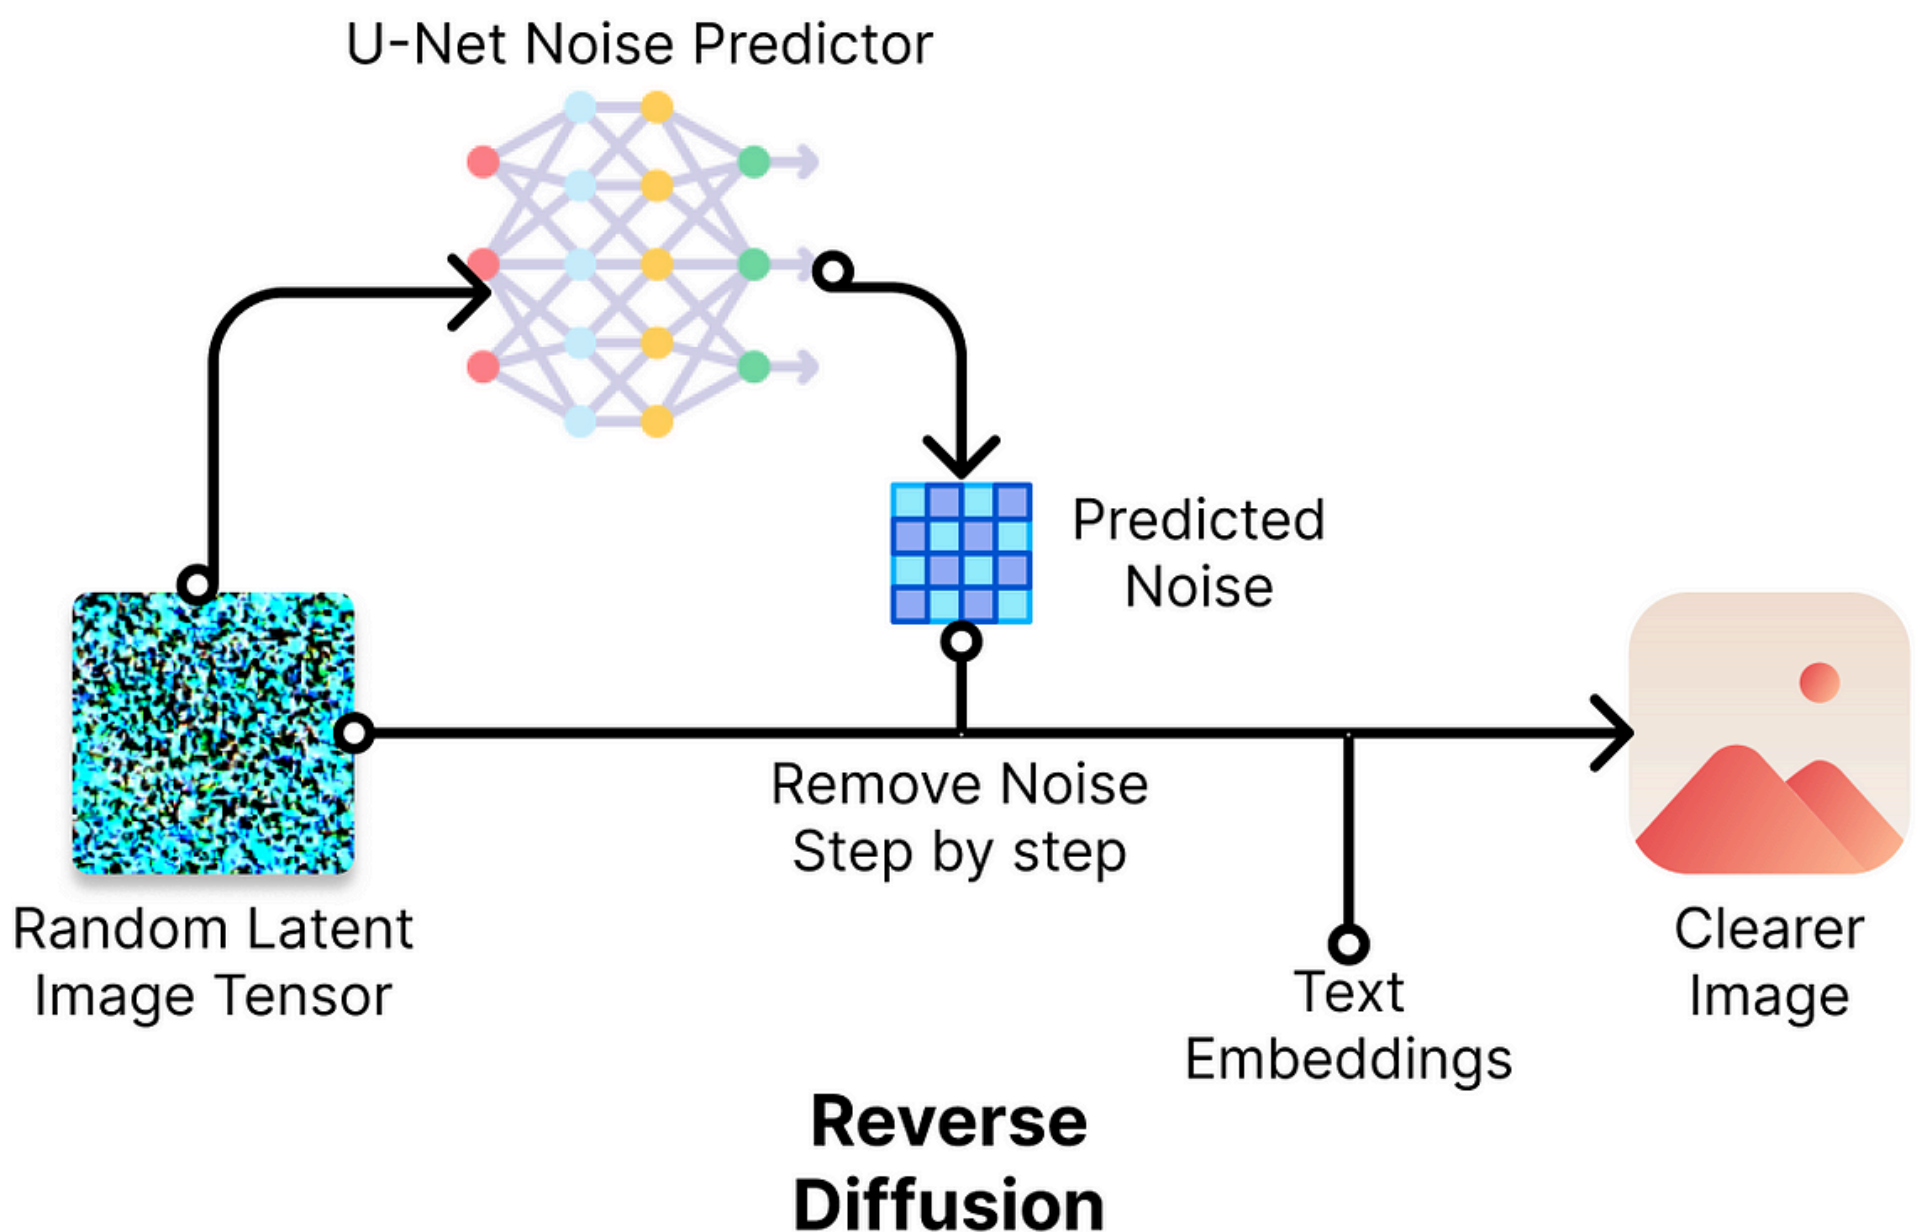 U-Net Noise Predictor
Predicted
Noise
Remove Noise
Step by step
Random Latent
Image Tensor
Text
Embeddings
Clearer
Image
Reverse
Diffusion